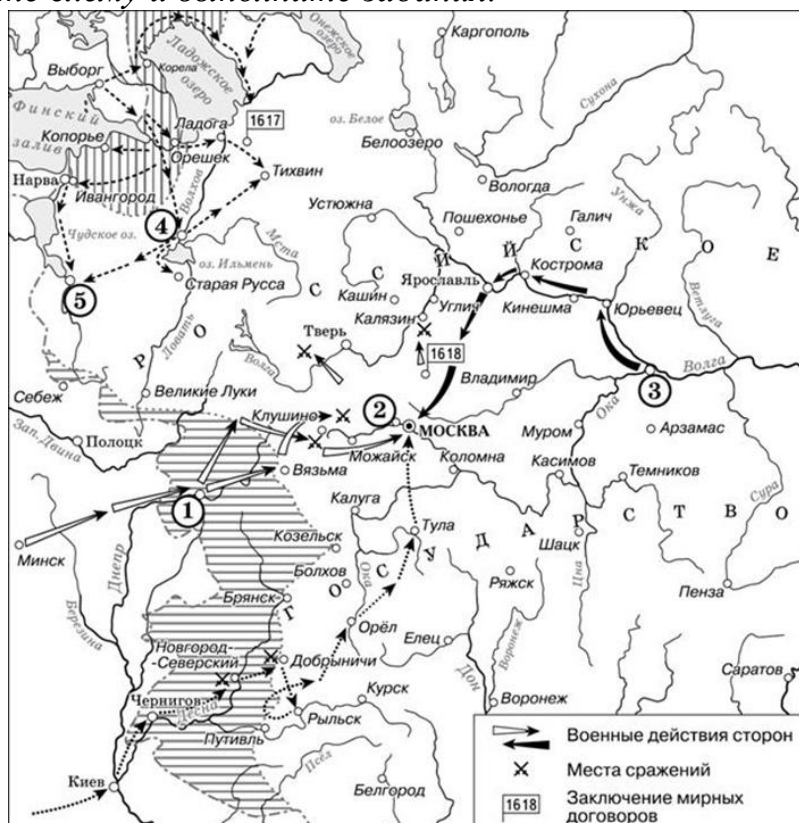 Каргополь
Онежское озеро
Ладожское озеро
Выборг
Корела
Финский залив
1617
Сухона
оз. Белое
Белоозеро
Копорье
Ладога
Орешек
Нарва
Ивангород
Тихвин
Волхов
Вологда
Устюжна
Пошехонье
Галич
Унжа
4
Чудское оз.
Мста
оз. Ильмень
Старая Русса
5
Кострома
Ярославль
Кашин
Углич
Кинешма
Юрьевец
Ветлуга
Калязин
Тверь
Волга
1618
Ловать
Владимир
Волга
3
Себеж
Великие Луки
Клушино
2
МОСКВА
Ока
Арзамас
Муром
Зап. Двина
Полоцк
Можайск
Вязьма
Коломна
Касимов
Темников
1
Калуга
Сура
Минск
Днепр
Козельск
Тула
Шацк
Цна
Болхов
Ока
Ряжск
Пенза
Березина
Брянск
Орёл
Елец
Воронеж
Новгород-
-Северский
Добрыничи
Дон
Саратов
Чернигов
Десна
Курск
Рыльск
Воронеж
Путивль
Киев
Псёл
Белгород
РОССИЙСКОЕ
ГОСУДАРСТВО
Военные действия сторон
Места сражений
1618
Заключение мирных
договоров